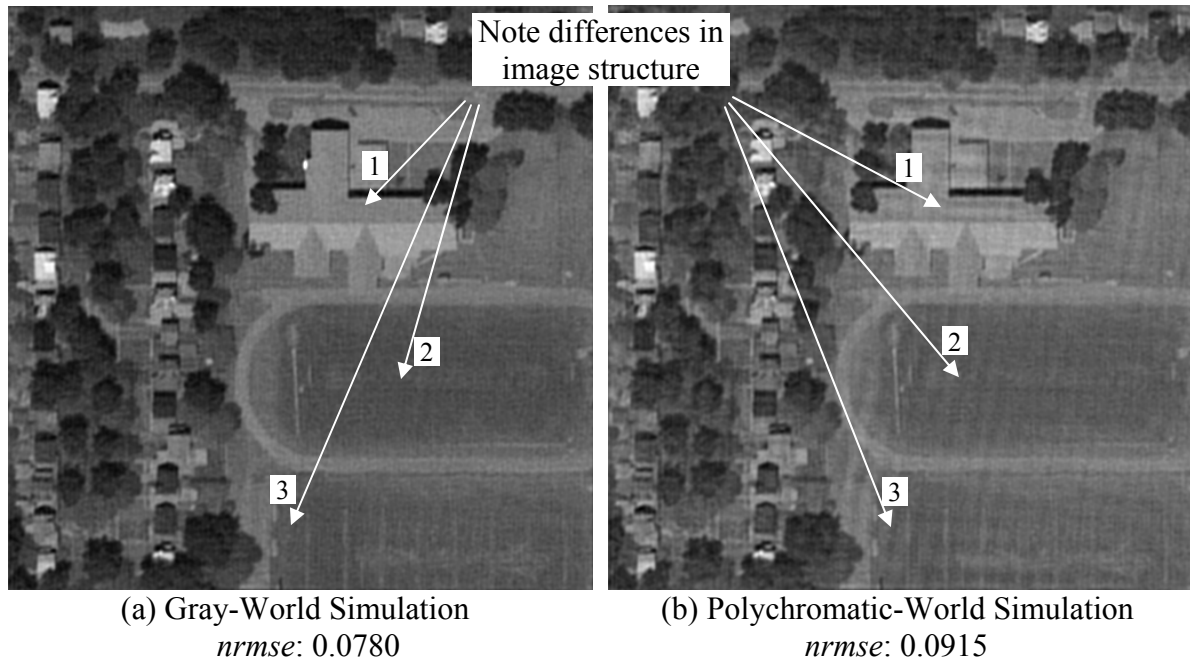 Note differences in
image structure
1
2
3
1
2
3
(a) Gray-World Simulation
nrmse: 0.0780
(b) Polychromatic-World Simulation
nrmse: 0.0915